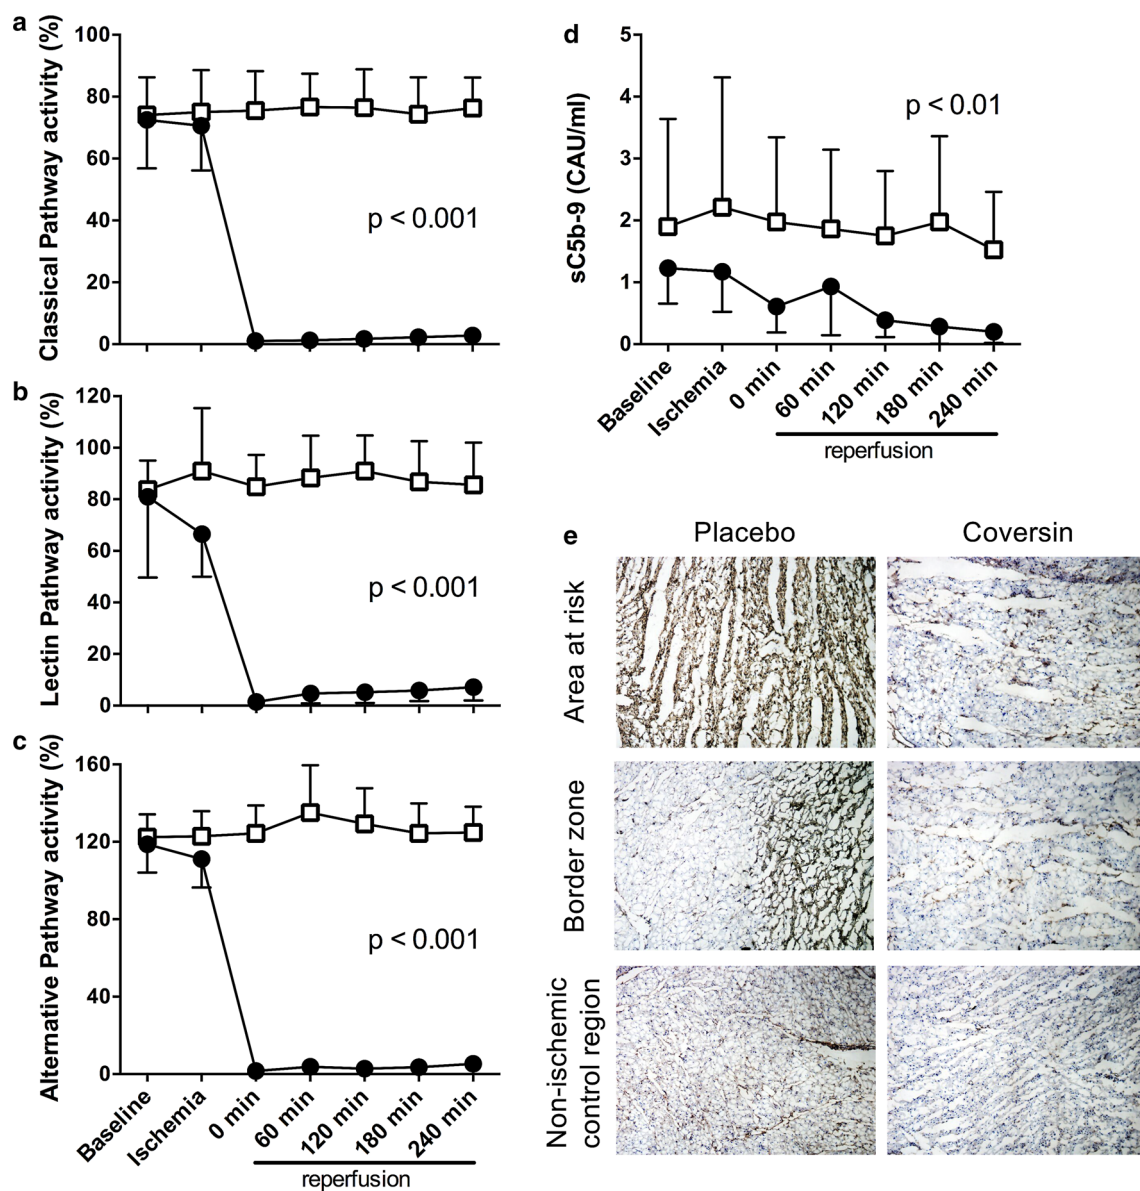 a
Classical Pathway activity (%)
100
80
60
40
20
0
p < 0.001
b
Lectin Pathway activity (%)
120
100
80
60
40
20
0
p < 0.001
c
Alternative Pathway activity (%)
160
120
80
40
0
p < 0.001
Baseline
Ischemia
0 min
60 min
120 min
180 min
240 min
reperfusion
d
sC5b-9 (CAU/ml)
5
4
3
2
1
0
p < 0.01
Baseline
Ischemia
0 min
60 min
120 min
180 min
240 min
reperfusion
e
Placebo
Coversin
Area at risk
Border zone
Non-ischemic
control region